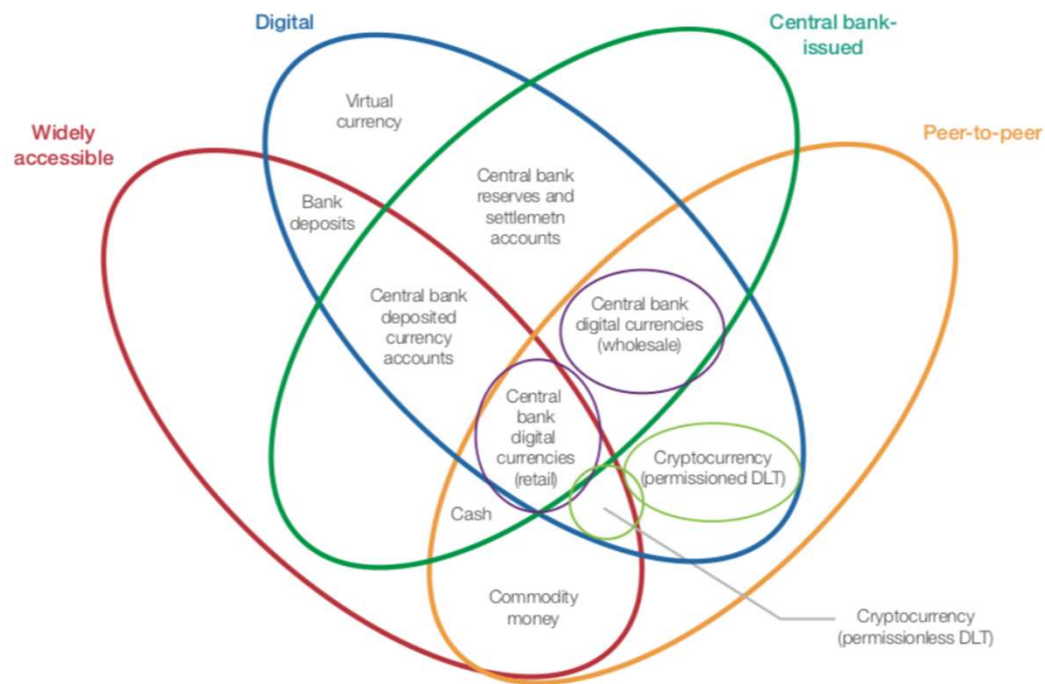 Digital
Central bank-
issued
Widely
accessible
Peer-to-peer
Virtual
currency
Bank
deposits
Central bank
reserves and
settlemetn
accounts
Central bank
deposited
currency
accounts
Central bank
digital currencies
(wholesale)
Central
bank
digital
currencies
(retail)
Cryptocurrency
(permissioned DLT)
Cash
Commodity
money
Cryptocurrency
(permissionless DLT)